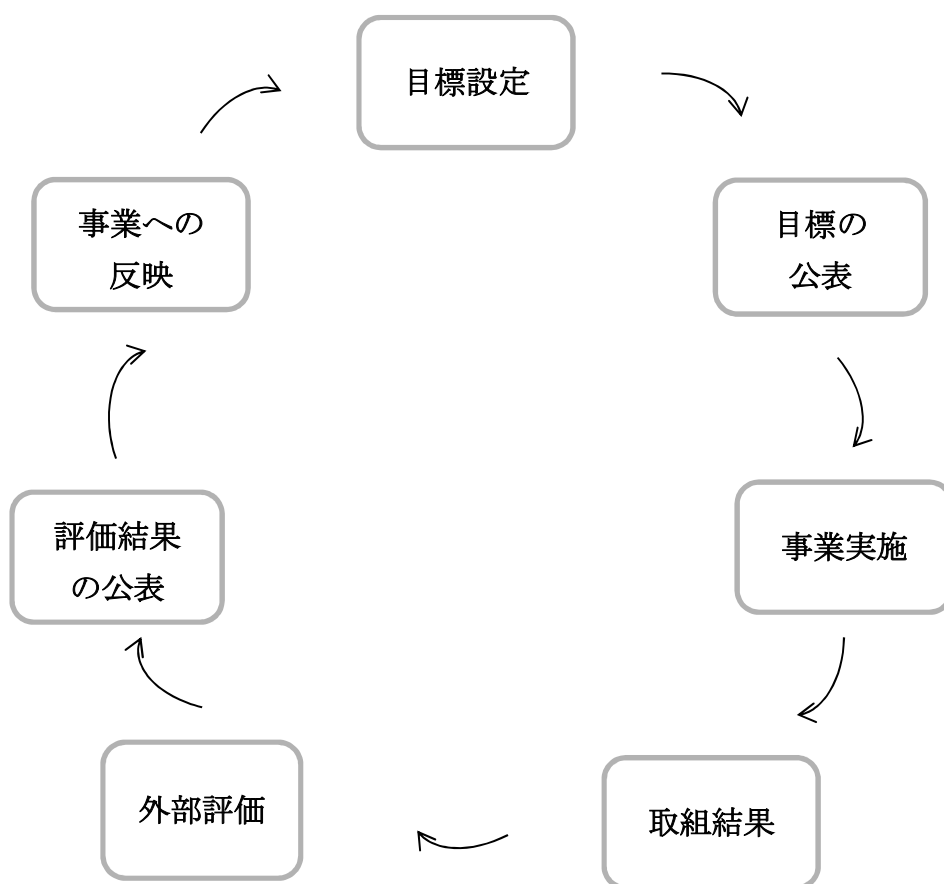 目標設定
目標の
公表
事業実施
取組結果
外部評価
評価結果
の公表
事業への
反映